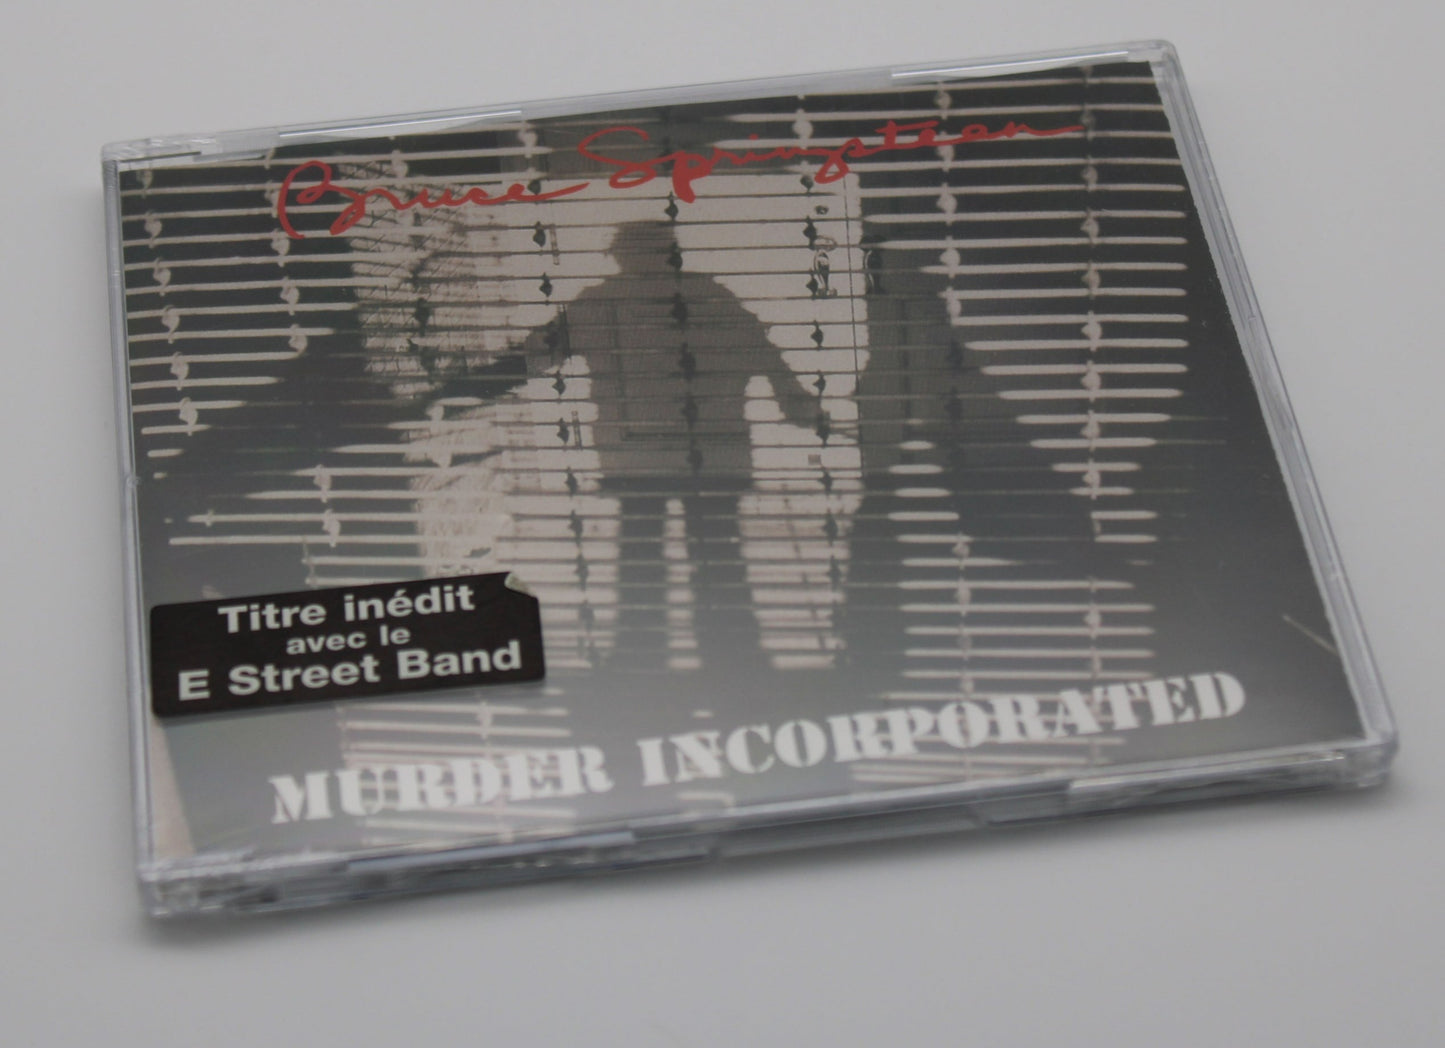 Bruce Springsteen
Titre inédit
avec le
E Street Band
MURDER INCORPORATED